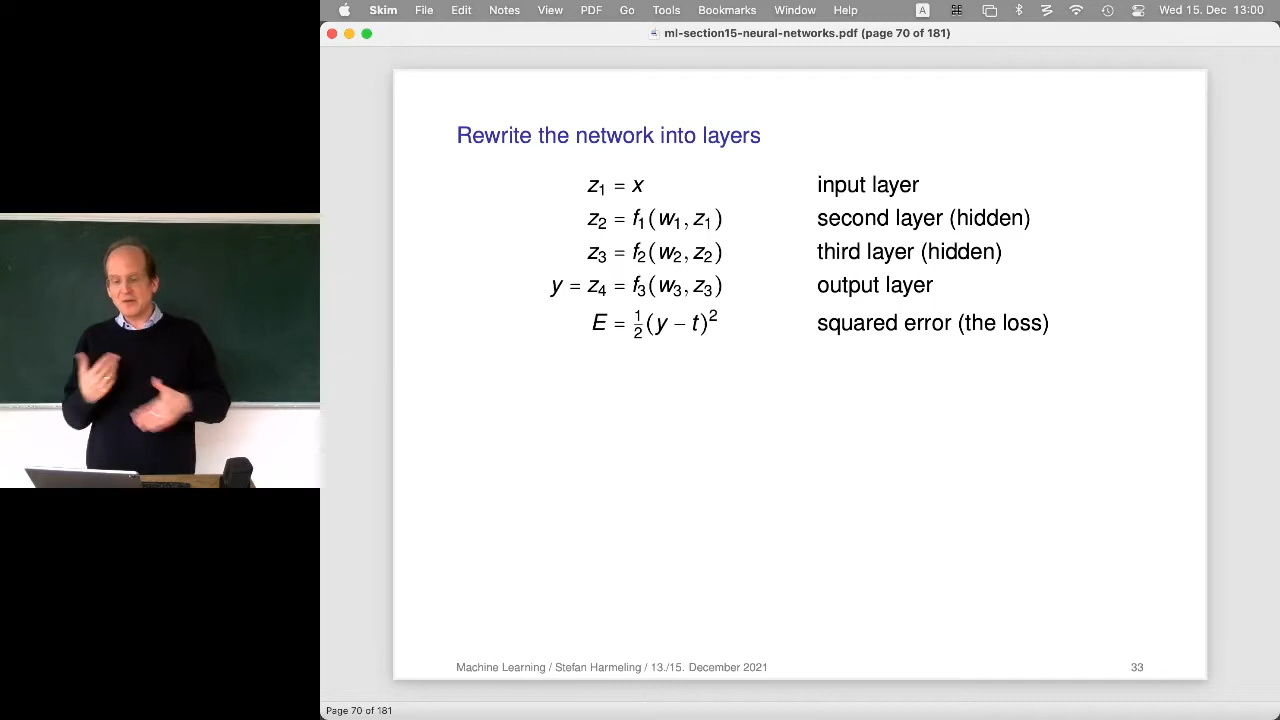 Skim File Edit Notes View PDF Go Tools Bookmarks Window Help A Wed 15. Dec 13:00
ml-section15-neural-networks.pdf (page 70 of 181)
Rewrite the network into layers
z₁ = x input layer
z₂ = f₁(w₁, z₁) second layer (hidden)
z₃ = f₂(w₂, z₂) third layer (hidden)
y = z₄ = f₃(w₃, z₃) output layer
E = ½(y − t)² squared error (the loss)
Machine Learning / Stefan Harmeling / 13./15. December 2021 33
Page 70 of 181